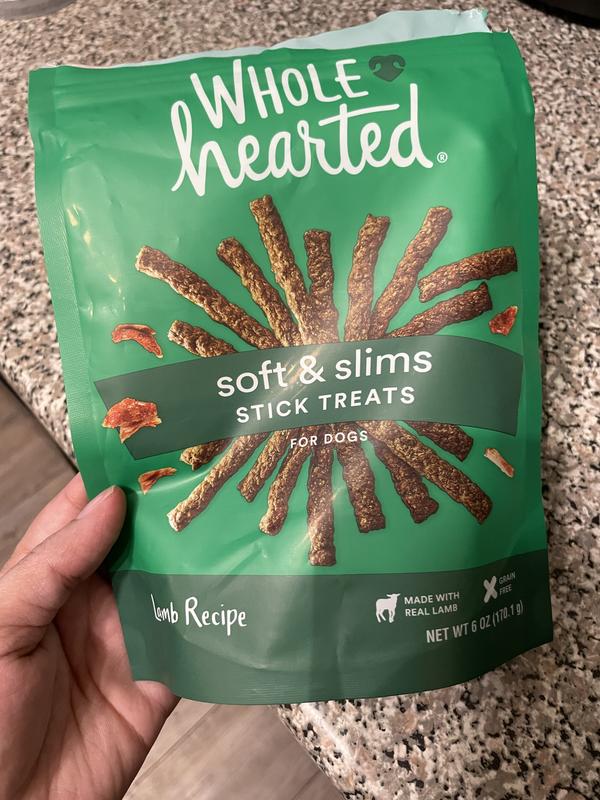 WHOLE
hearted®
soft & slims
STICK TREATS
FOR DOGS
Lamb Recipe
MADE WITH
REAL LAMB
GRAIN
FREE
NET WT 6 OZ (170.1 g)